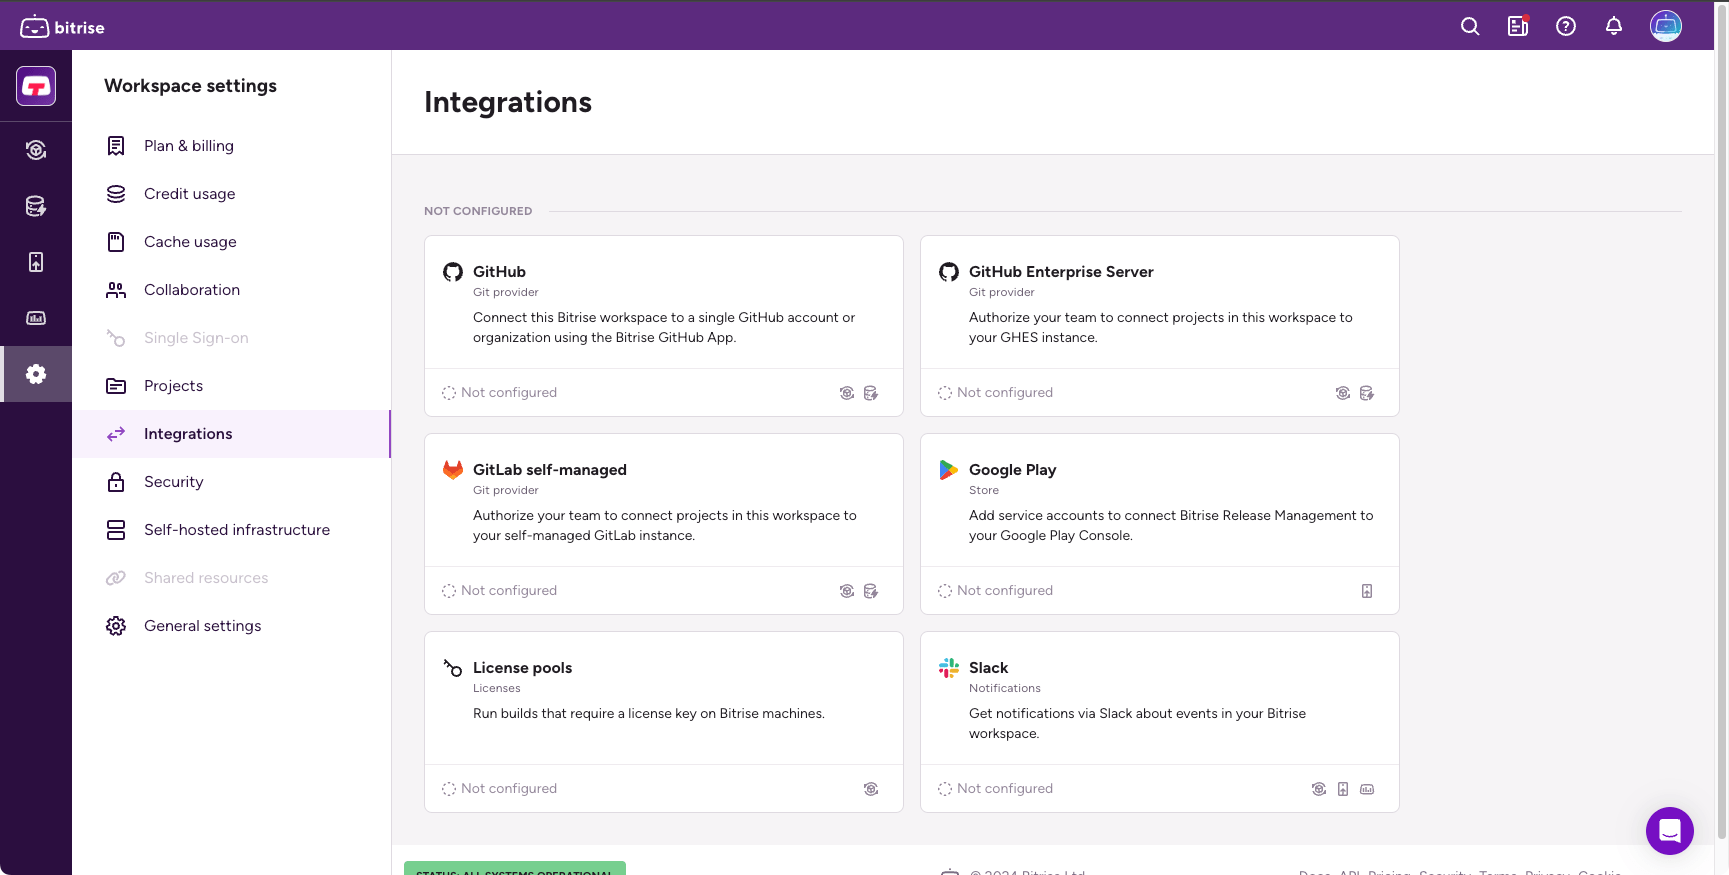 bitrise
Workspace settings
Plan & billing
Credit usage
Cache usage
Collaboration
Single Sign-on
Projects
Integrations
Security
Self-hosted infrastructure
Shared resources
General settings
Integrations
NOT CONFIGURED
GitHub
Git provider
Connect this Bitrise workspace to a single GitHub account or
organization using the Bitrise GitHub App.
Not configured
GitHub Enterprise Server
Git provider
Authorize your team to connect projects in this workspace to
your GHES instance.
Not configured
GitLab self-managed
Git provider
Authorize your team to connect projects in this workspace to
your self-managed GitLab instance.
Not configured
Google Play
Store
Add service accounts to connect Bitrise Release Management to
your Google Play Console.
Not configured
License pools
Licenses
Run builds that require a license key on Bitrise machines.
Not configured
Slack
Notifications
Get notifications via Slack about events in your Bitrise
workspace.
Not configured
STATUS: ALL SYSTEMS OPERATIONAL
© 2024 Bitrise Ltd.
Docs API Pricing Security Terms Privacy Cookie